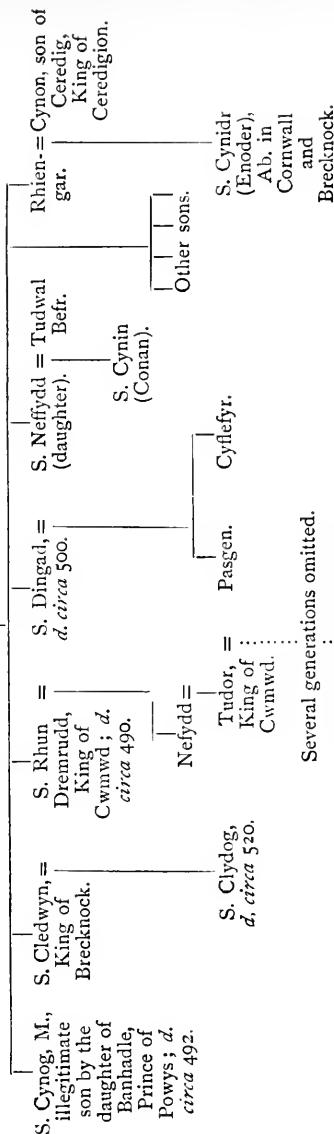 S. Cynog, M.,
illegitimate
son by the
daughter of
Banhadle,
Prince of
Powys ; d.
circa 492.
S. Cledwyn, =
King of
Brecknock.
S. Clydog,
d. circa 520.
S. Rhun =
Dremrudd,
King of
Cwmwd ; d.
circa 490.
Nefydd =
Tudor, =
King of
Cwmwd.
Several generations omitted.
S. Dingad, =
d. circa 500.
Pasgen.
Cyflefyr.
S. Neffydd = Tudwal
(daughter). Befr.
S. Cynin
(Conan).
Other sons.
Rhien- = Cynon, son of
gar. Ceredig,
King of
Ceredigion.
S. Cynidr
(Enoder),
Ab. in
Cornwall
and
Brecknock.